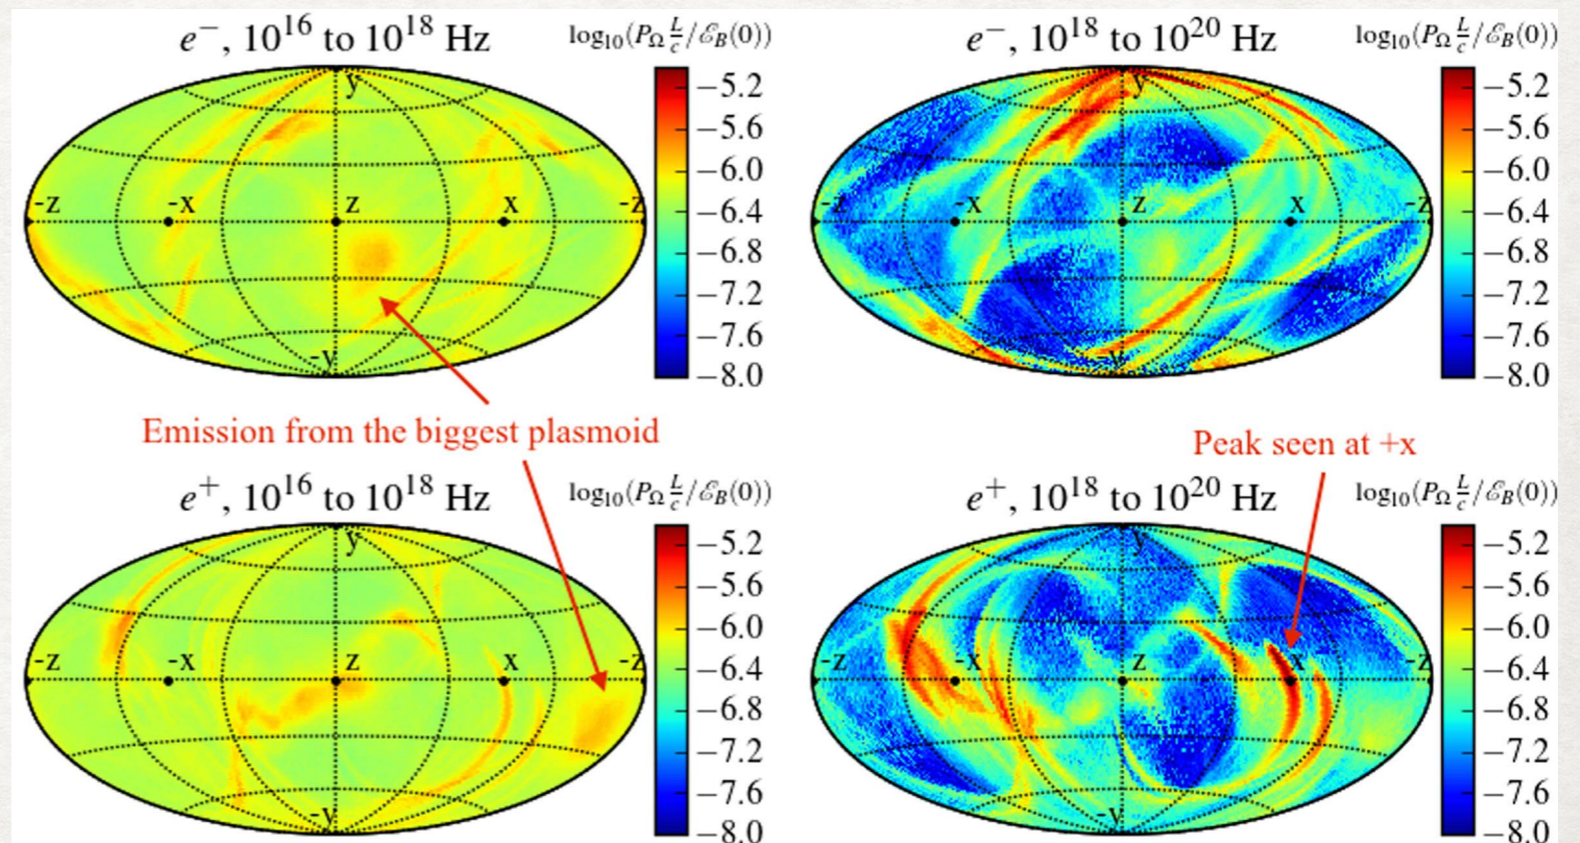 e⁻, 10¹⁶ to 10¹⁸ Hz
log₁₀(P_Ω L/c/ℰ_B(0))
y
-z -x z x -z
-y
−5.2
−5.6
−6.0
−6.4
−6.8
−7.2
−7.6
−8.0
e⁻, 10¹⁸ to 10²⁰ Hz
log₁₀(P_Ω L/c/ℰ_B(0))
y
-z -x z x -z
-y
−5.2
−5.6
−6.0
−6.4
−6.8
−7.2
−7.6
−8.0
Emission from the biggest plasmoid
Peak seen at +x
e⁺, 10¹⁶ to 10¹⁸ Hz
log₁₀(P_Ω L/c/ℰ_B(0))
y
-z -x z x -z
-y
−5.2
−5.6
−6.0
−6.4
−6.8
−7.2
−7.6
−8.0
e⁺, 10¹⁸ to 10²⁰ Hz
log₁₀(P_Ω L/c/ℰ_B(0))
y
-z -x z x -z
-y
−5.2
−5.6
−6.0
−6.4
−6.8
−7.2
−7.6
−8.0